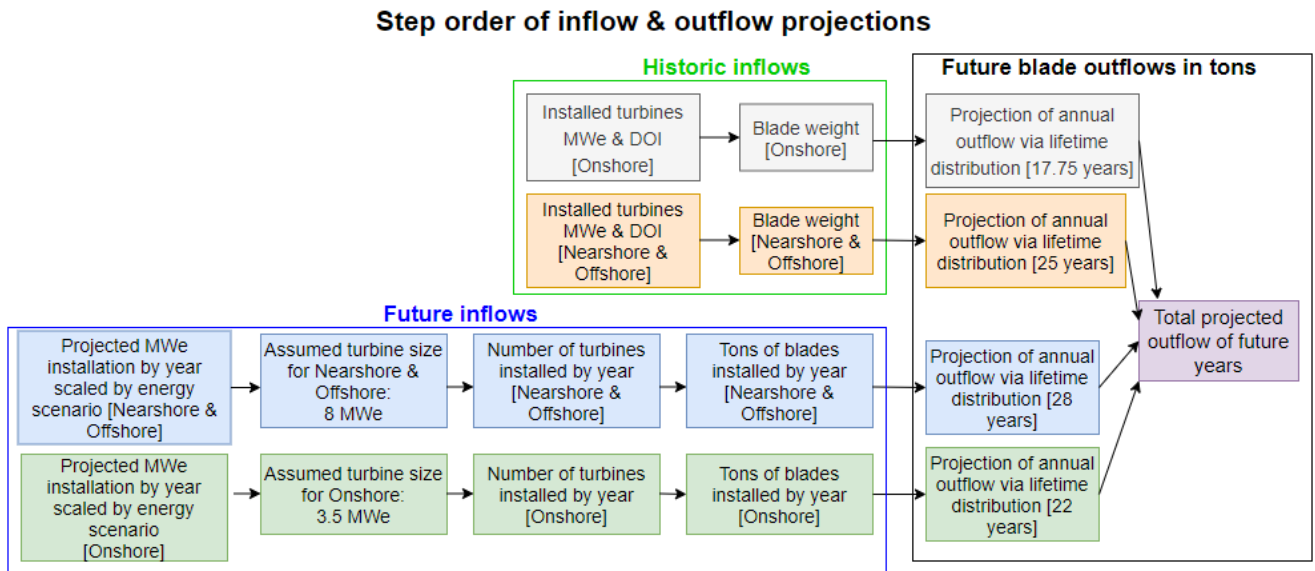 Step order of inflow & outflow projections
Historic inflows
Installed turbines
MWe & DOI
[Onshore]
Blade weight
[Onshore]
Installed turbines
MWe & DOI
[Nearshore &
Offshore]
Blade weight
[Nearshore &
Offshore]
Future blade outflows in tons
Projection of annual
outflow via lifetime
distribution [17.75 years]
Projection of annual
outflow via lifetime
distribution [25 years]
Projection of annual
outflow via lifetime
distribution [28
years]
Projection of annual
outflow via lifetime
distribution [22
years]
Total projected
outflow of future
years
Future inflows
Projected MWe
installation by year
scaled by energy
scenario [Nearshore &
Offshore]
Assumed turbine size
for Nearshore &
Offshore:
8 MWe
Number of turbines
installed by year
[Nearshore &
Offshore]
Tons of blades
installed by year
[Nearshore &
Offshore]
Projected MWe
installation by year
scaled by energy
scenario
[Onshore]
Assumed turbine size
for Onshore:
3.5 MWe
Number of turbines
installed by year
[Onshore]
Tons of blades
installed by year
[Onshore]